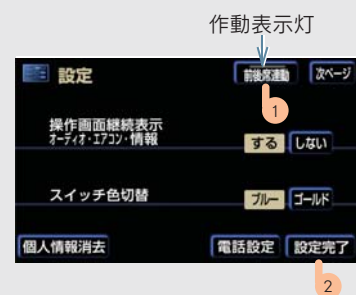 作動表示灯
設定
前後席連動
次ページ
1
操作画面継続表示
オーディオ・エアコン・情報
する
しない
スイッチ色切替
ブルー
ゴールド
個人情報消去
電話設定
設定完了
2